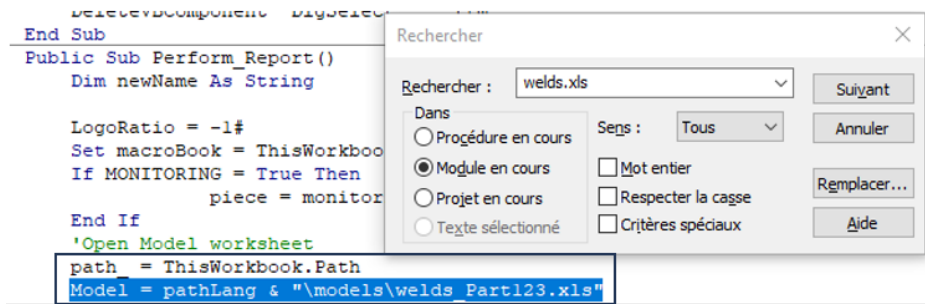 End Sub
Public Sub Perform_Report()
Dim newName As String
LogoRatio = -1#
Set macroBook = ThisWorkboo
If MONITORING = True Then
piece = monitor
End If
'Open Model worksheet
path_ = ThisWorkbook.Path
Model = pathLang & "\models\welds_Part123.xls"
Rechercher
Rechercher :
welds.xls
Suivant
Dans
Procédure en cours
Module en cours
Projet en cours
Texte sélectionné
Sens :
Tous
Annuler
Mot entier
Respecter la casse
Critères spéciaux
Remplacer...
Aide